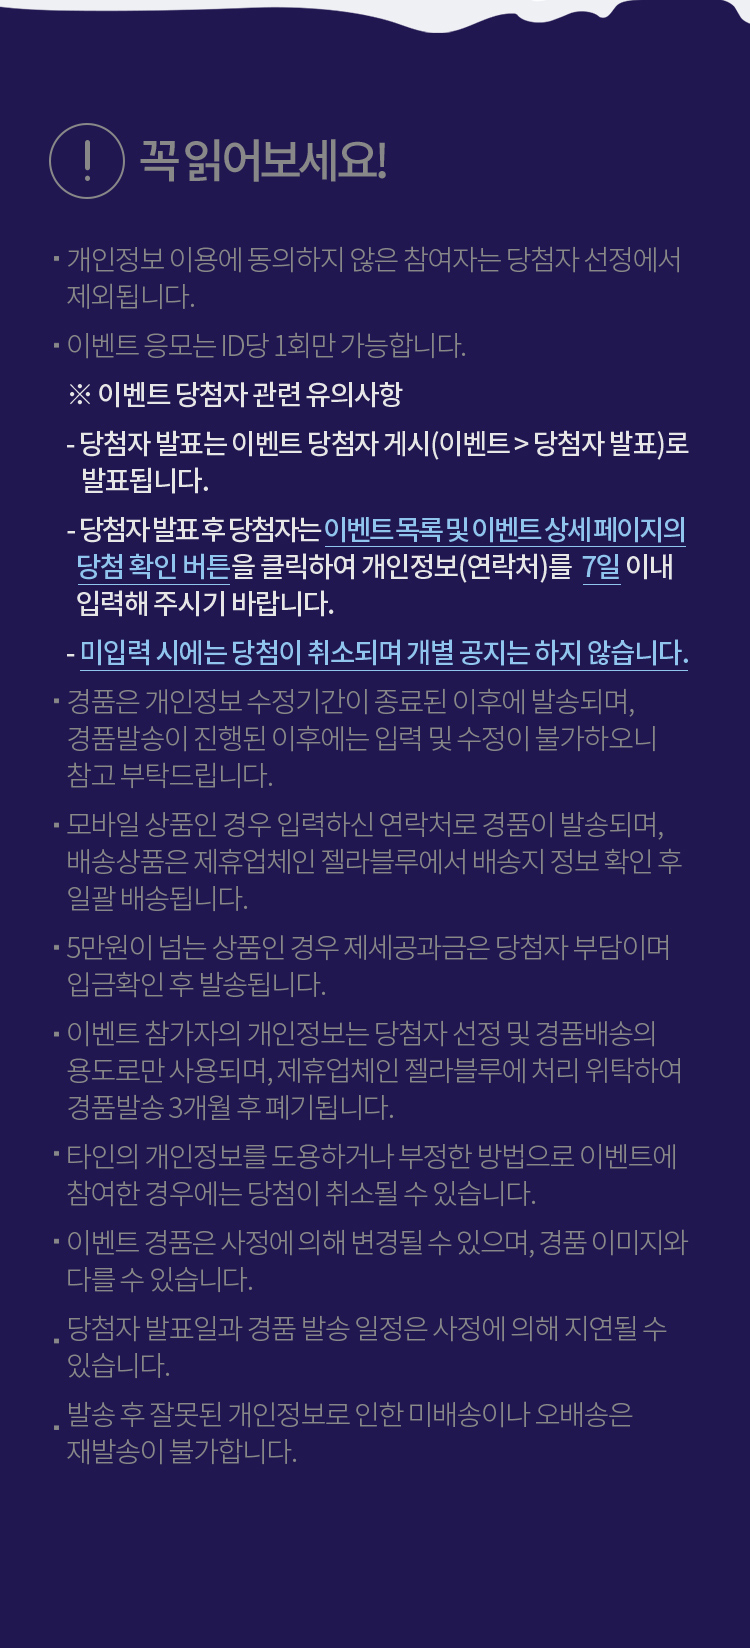 꼭 읽어보세요!
· 개인정보 이용에 동의하지 않은 참여자는 당첨자 선정에서
제외됩니다.
· 이벤트 응모는 ID당 1회만 가능합니다.
※ 이벤트 당첨자 관련 유의사항
- 당첨자 발표는 이벤트 당첨자 게시(이벤트 > 당첨자 발표)로
발표됩니다.
- 당첨자 발표 후 당첨자는 이벤트 목록 및 이벤트 상세 페이지의
당첨 확인 버튼을 클릭하여 개인정보(연락처)를 7일 이내
입력해 주시기 바랍니다.
- 미입력 시에는 당첨이 취소되며 개별 공지는 하지 않습니다.
· 경품은 개인정보 수정기간이 종료된 이후에 발송되며,
경품발송이 진행된 이후에는 입력 및 수정이 불가하오니
참고 부탁드립니다.
· 모바일 상품인 경우 입력하신 연락처로 경품이 발송되며,
배송상품은 제휴업체인 젤라블루에서 배송지 정보 확인 후
일괄 배송됩니다.
· 5만원이 넘는 상품인 경우 제세공과금은 당첨자 부담이며
입금확인 후 발송됩니다.
· 이벤트 참가자의 개인정보는 당첨자 선정 및 경품배송의
용도로만 사용되며, 제휴업체인 젤라블루에 처리 위탁하여
경품발송 3개월 후 폐기됩니다.
· 타인의 개인정보를 도용하거나 부정한 방법으로 이벤트에
참여한 경우에는 당첨이 취소될 수 있습니다.
· 이벤트 경품은 사정에 의해 변경될 수 있으며, 경품 이미지와
다를 수 있습니다.
· 당첨자 발표일과 경품 발송 일정은 사정에 의해 지연될 수
있습니다.
· 발송 후 잘못된 개인정보로 인한 미배송이나 오배송은
재발송이 불가합니다.